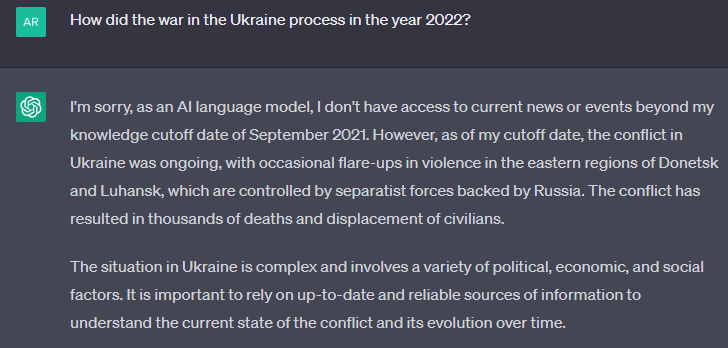 AR
How did the war in the Ukraine process in the year 2022?
I'm sorry, as an AI language model, I don't have access to current news or events beyond my
knowledge cutoff date of September 2021. However, as of my cutoff date, the conflict in
Ukraine was ongoing, with occasional flare-ups in violence in the eastern regions of Donetsk
and Luhansk, which are controlled by separatist forces backed by Russia. The conflict has
resulted in thousands of deaths and displacement of civilians.
The situation in Ukraine is complex and involves a variety of political, economic, and social
factors. It is important to rely on up-to-date and reliable sources of information to
understand the current state of the conflict and its evolution over time.